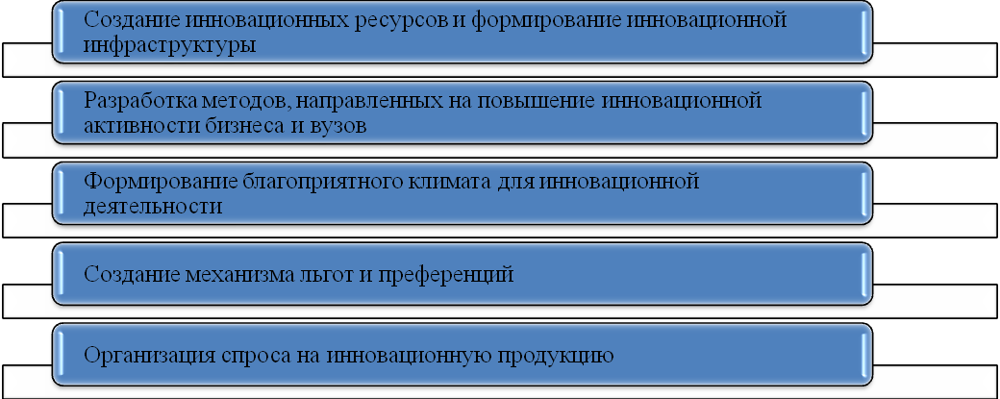 Создание инновационных ресурсов и формирование инновационной
инфраструктуры
Разработка методов, направленных на повышение инновационной
активности бизнеса и вузов
Формирование благоприятного климата для инновационной
деятельности
Создание механизма льгот и преференций
Организация спроса на инновационную продукцию